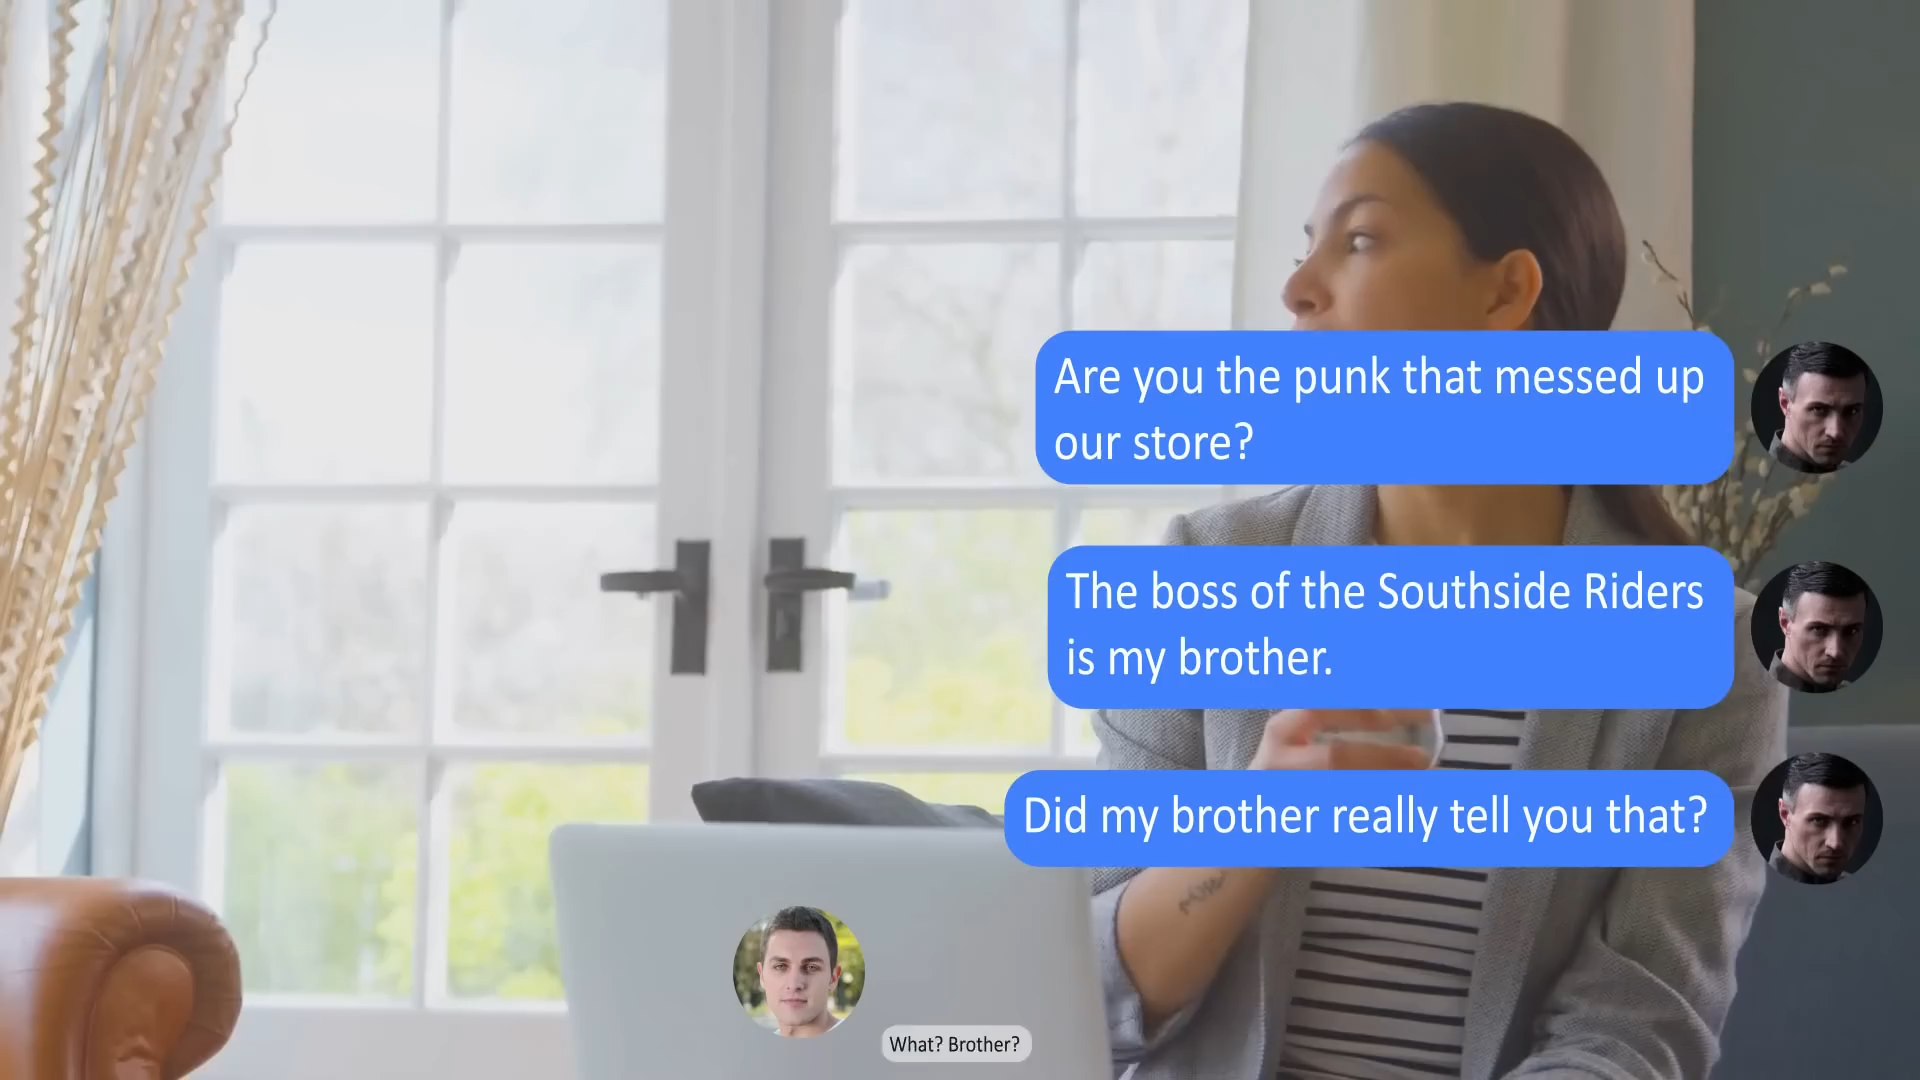 Are you the punk that messed up
our store?
The boss of the Southside Riders
is my brother.
Did my brother really tell you that?
What? Brother?